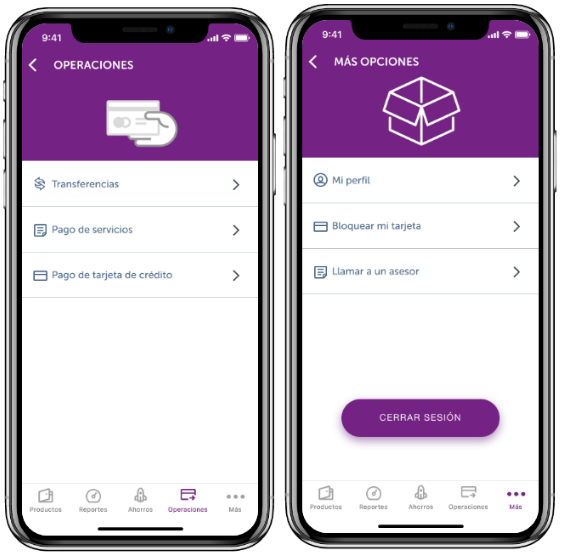 9:41
OPERACIONES
Transferencias
Pago de servicios
Pago de tarjeta de crédito
Productos
Reportes
Ahorros
Operaciones
Más
9:41
MÁS OPCIONES
Mi perfil
Bloquear mi tarjeta
Llamar a un asesor
CERRAR SESIÓN
Productos
Reportes
Ahorros
Operaciones
Más